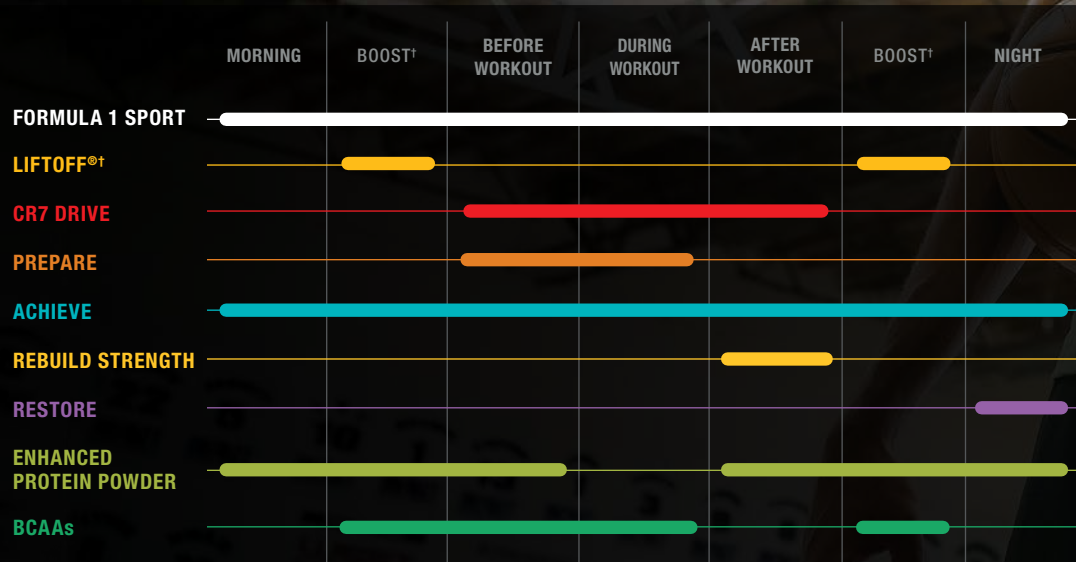 MORNING
BOOST†
BEFORE
WORKOUT
DURING
WORKOUT
AFTER
WORKOUT
BOOST†
NIGHT
FORMULA 1 SPORT
LIFTOFF®†
CR7 DRIVE
PREPARE
ACHIEVE
REBUILD STRENGTH
RESTORE
ENHANCED
PROTEIN POWDER
BCAAs